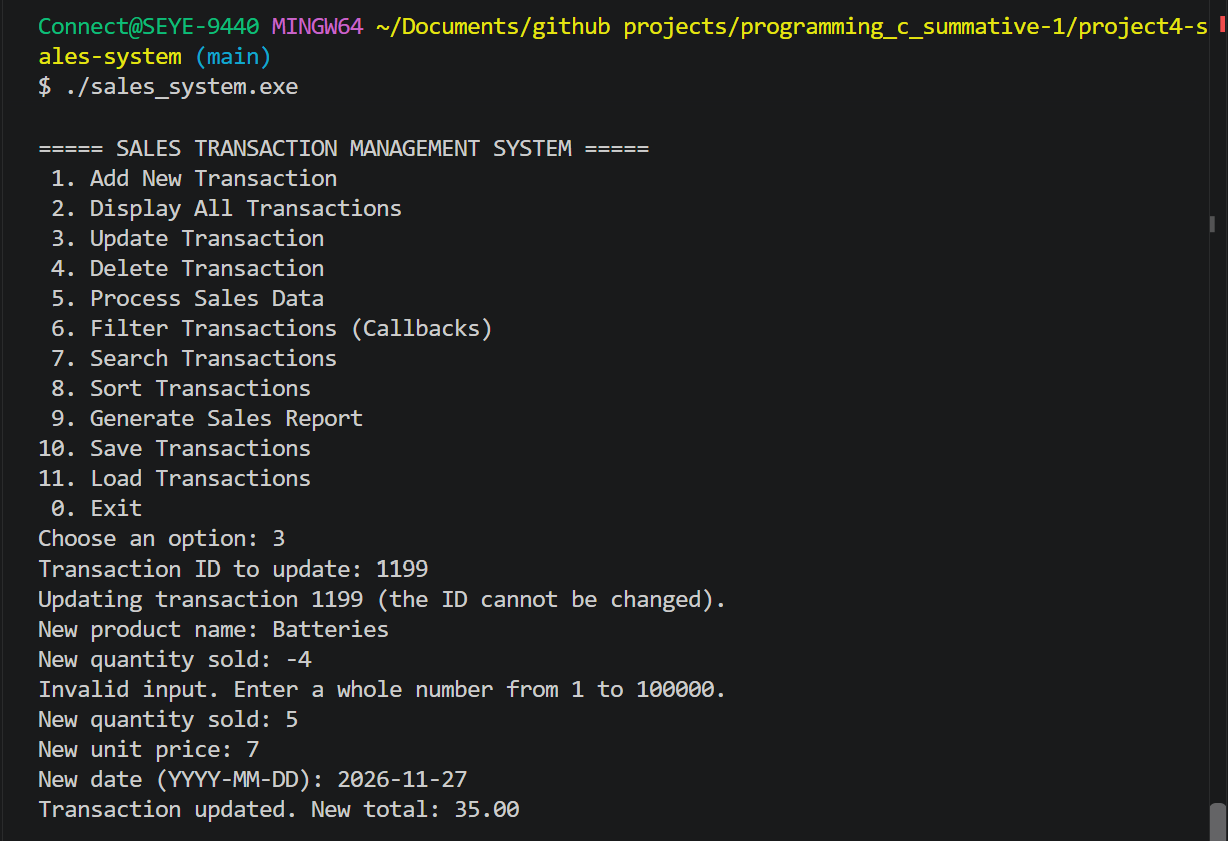 Connect@SEYE-9440 MINGW64 ~/Documents/github projects/programming_c_summative-1/project4-s
ales-system (main)
$ ./sales_system.exe
===== SALES TRANSACTION MANAGEMENT SYSTEM =====
1. Add New Transaction
2. Display All Transactions
3. Update Transaction
4. Delete Transaction
5. Process Sales Data
6. Filter Transactions (Callbacks)
7. Search Transactions
8. Sort Transactions
9. Generate Sales Report
10. Save Transactions
11. Load Transactions
0. Exit
Choose an option: 3
Transaction ID to update: 1199
Updating transaction 1199 (the ID cannot be changed).
New product name: Batteries
New quantity sold: -4
Invalid input. Enter a whole number from 1 to 100000.
New quantity sold: 5
New unit price: 7
New date (YYYY-MM-DD): 2026-11-27
Transaction updated. New total: 35.00